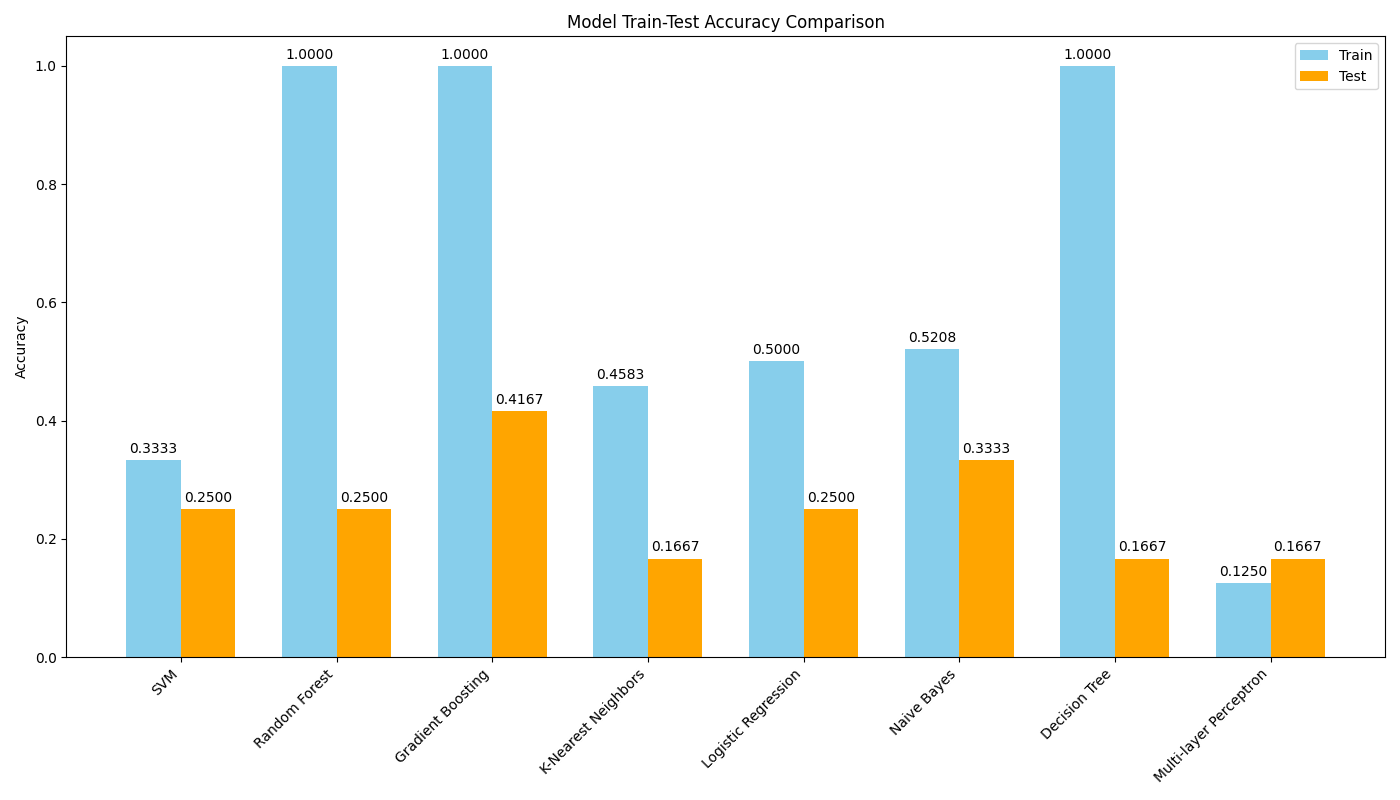 Model Train-Test Accuracy Comparison
Train
Test
Accuracy
1.0
0.8
0.6
0.4
0.2
0.0
0.3333
0.2500
1.0000
0.2500
1.0000
0.4167
0.4583
0.1667
0.5000
0.2500
0.5208
0.3333
1.0000
0.1667
0.1250
0.1667
SVM
Random Forest
Gradient Boosting
K-Nearest Neighbors
Logistic Regression
Naive Bayes
Decision Tree
Multi-layer Perceptron